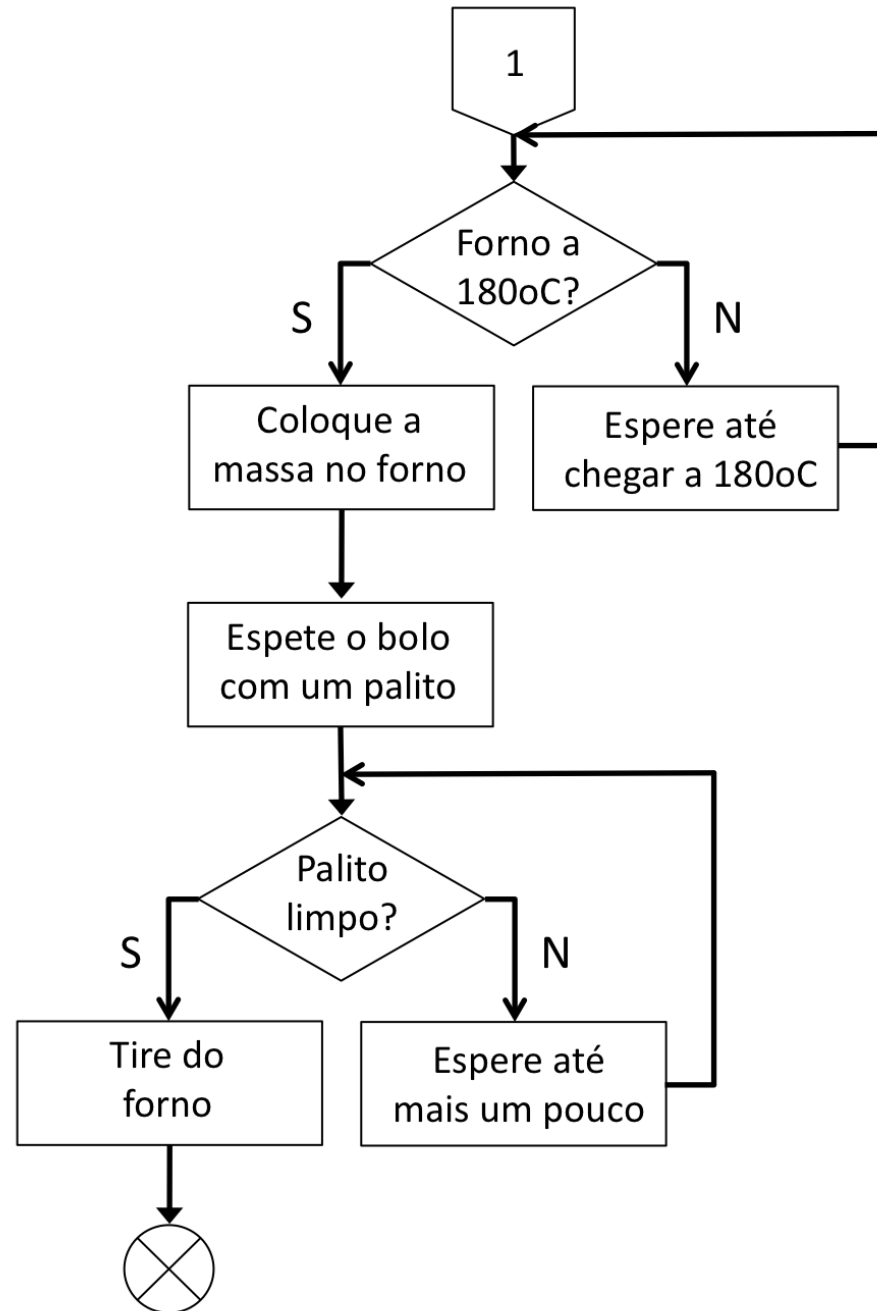 1
Forno a
180oC?
S
N
Coloque a
massa no forno
Espere até
chegar a 180oC
Espete o bolo
com um palito
Palito
limpo?
S
N
Tire do
forno
Espere até
mais um pouco